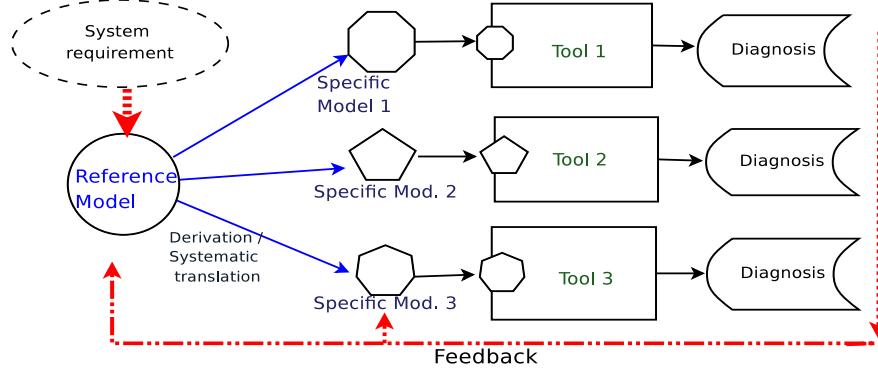 System
requirement
Specific
Model 1
Tool 1
Diagnosis
Reference
Model
Specific Mod. 2
Tool 2
Diagnosis
Derivation /
Systematic
translation
Specific Mod. 3
Tool 3
Diagnosis
Feedback